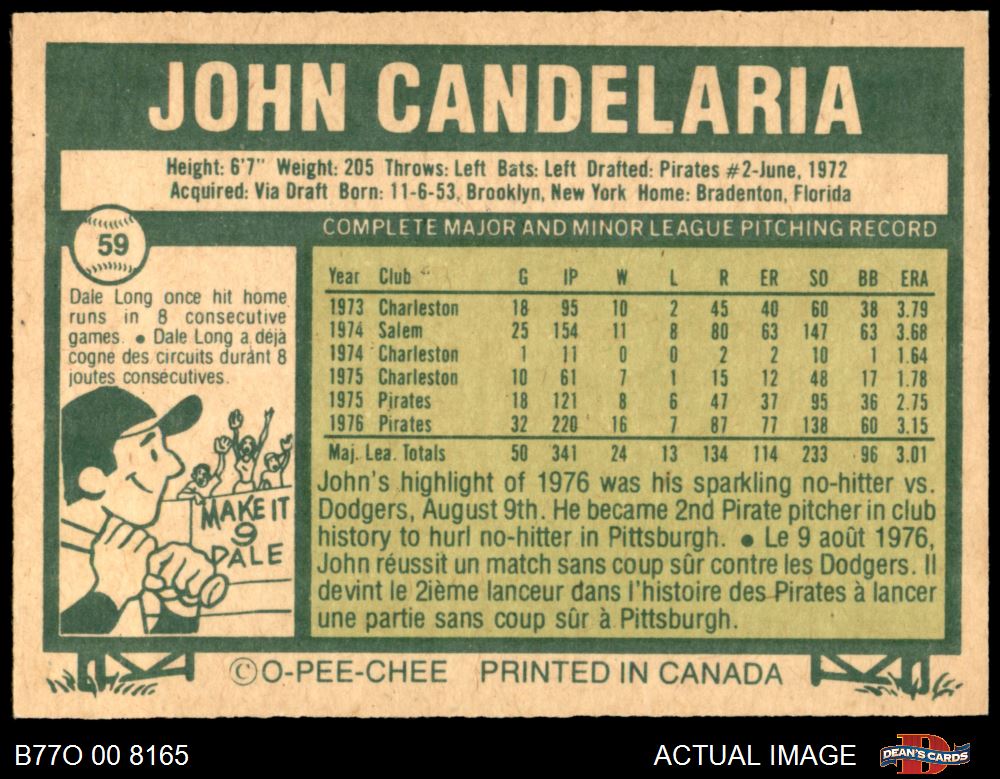 JOHN CANDELARIA
Height: 6'7" Weight: 205 Throws: Left Bats: Left Drafted: Pirates #2-June, 1972
Acquired: Via Draft Born: 11-6-53, Brooklyn, New York Home: Bradenton, Florida
59
Dale Long once hit home
runs in 8 consecutive
games. ● Dale Long a déjà
cogné des circuits durant 8
joutes consécutives.
MAKE IT
9
DALE
COMPLETE MAJOR AND MINOR LEAGUE PITCHING RECORD
Year Club G IP W L R ER SO BB ERA
1973 Charleston 18 95 10 2 45 40 60 38 3.79
1974 Salem 25 154 11 8 80 63 147 63 3.68
1974 Charleston 1 11 0 0 2 2 10 1 1.64
1975 Charleston 10 61 7 1 15 12 48 17 1.78
1975 Pirates 18 121 8 6 47 37 95 36 2.75
1976 Pirates 32 220 16 7 87 77 138 60 3.15
Maj. Lea. Totals 50 341 24 13 134 114 233 96 3.01
John's highlight of 1976 was his sparkling no-hitter vs.
Dodgers, August 9th. He became 2nd Pirate pitcher in club
history to hurl no-hitter in Pittsburgh. ● Le 9 août 1976,
John réussit un match sans coup sûr contre les Dodgers. Il
devint le 2ième lanceur dans l'histoire des Pirates à lancer
une partie sans coup sûr à Pittsburgh.
©O-PEE-CHEE PRINTED IN CANADA
B77O 00 8165
ACTUAL IMAGE
DEAN'S CARDS